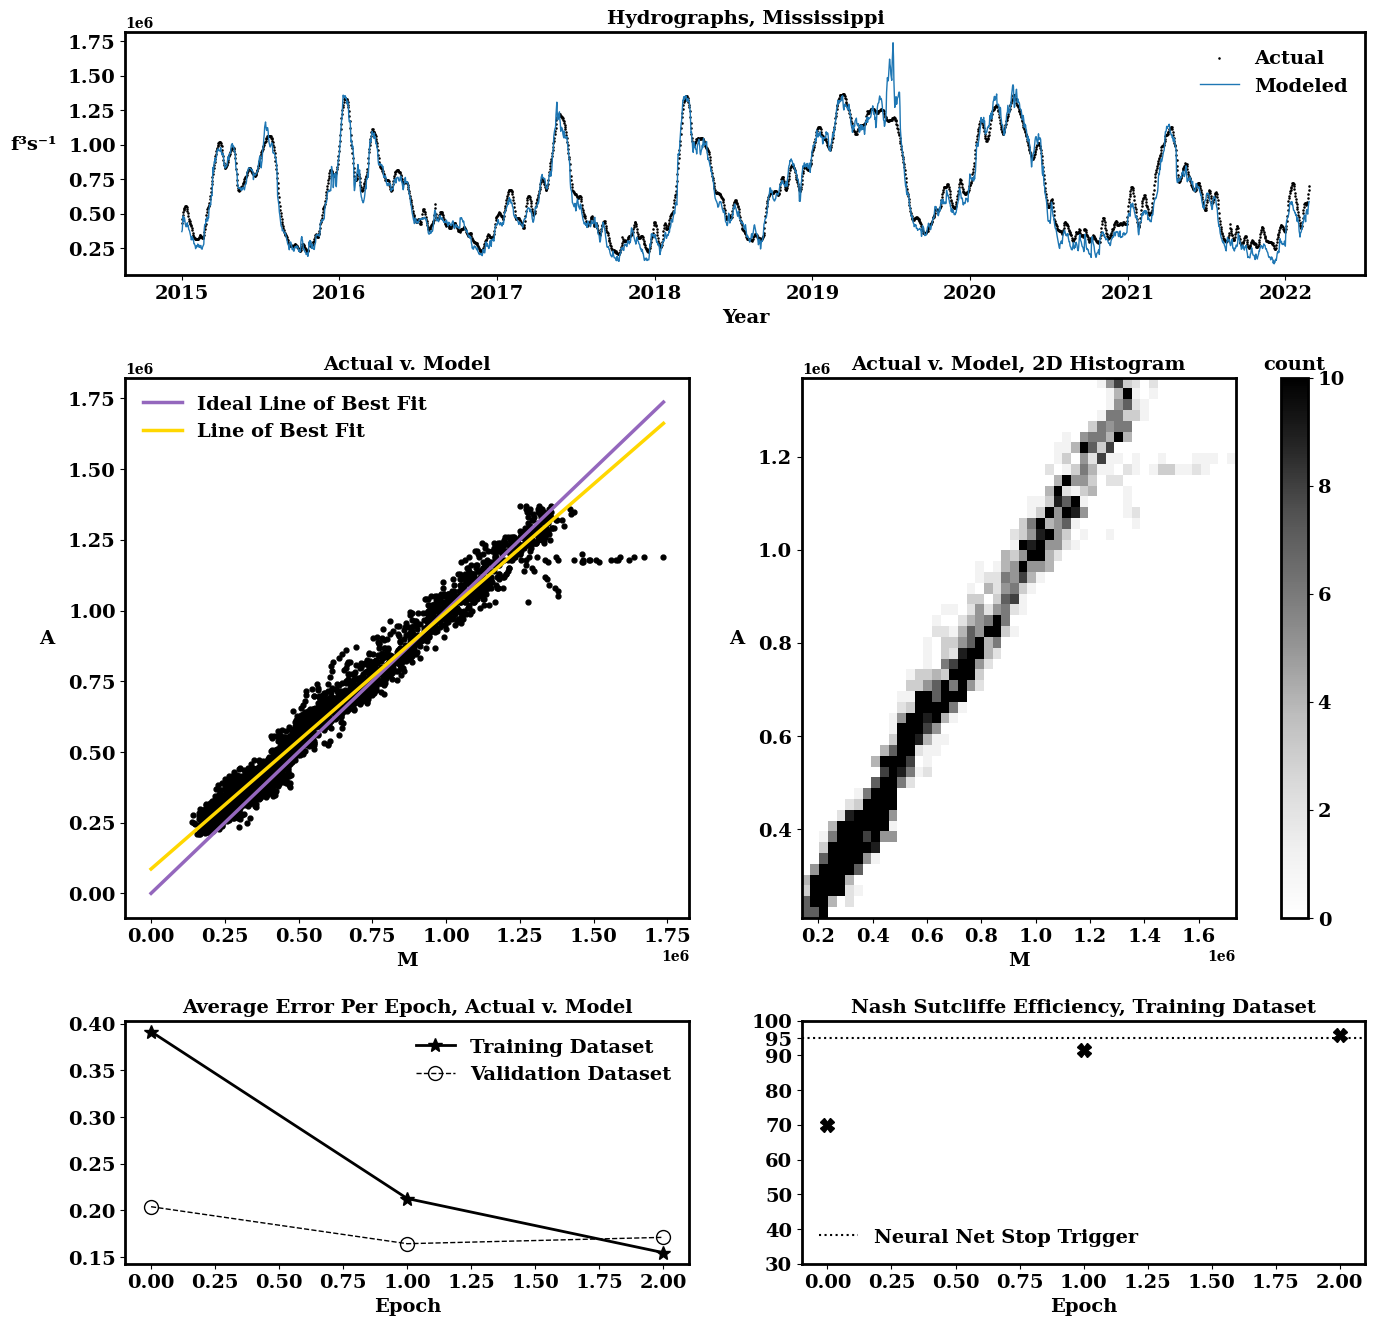 Hydrographs, Mississippi
1e6
1.75
1.50
1.25
1.00
0.75
0.50
0.25
f³s⁻¹
Actual
Modeled
2015 2016 2017 2018 2019 2020 2021 2022
Year
Actual v. Model
1e6
1.75
1.50
1.25
1.00
0.75
0.50
0.25
0.00
A
Ideal Line of Best Fit
Line of Best Fit
0.00 0.25 0.50 0.75 1.00 1.25 1.50 1.75
M
1e6
Actual v. Model, 2D Histogram
1e6
1.2
1.0
0.8
0.6
0.4
A
0.2 0.4 0.6 0.8 1.0 1.2 1.4 1.6
M
1e6
count
10
8
6
4
2
0
Average Error Per Epoch, Actual v. Model
0.40
0.35
0.30
0.25
0.20
0.15
Training Dataset
Validation Dataset
0.00 0.25 0.50 0.75 1.00 1.25 1.50 1.75 2.00
Epoch
Nash Sutcliffe Efficiency, Training Dataset
100
95
90
80
70
60
50
40
30
Neural Net Stop Trigger
0.00 0.25 0.50 0.75 1.00 1.25 1.50 1.75 2.00
Epoch